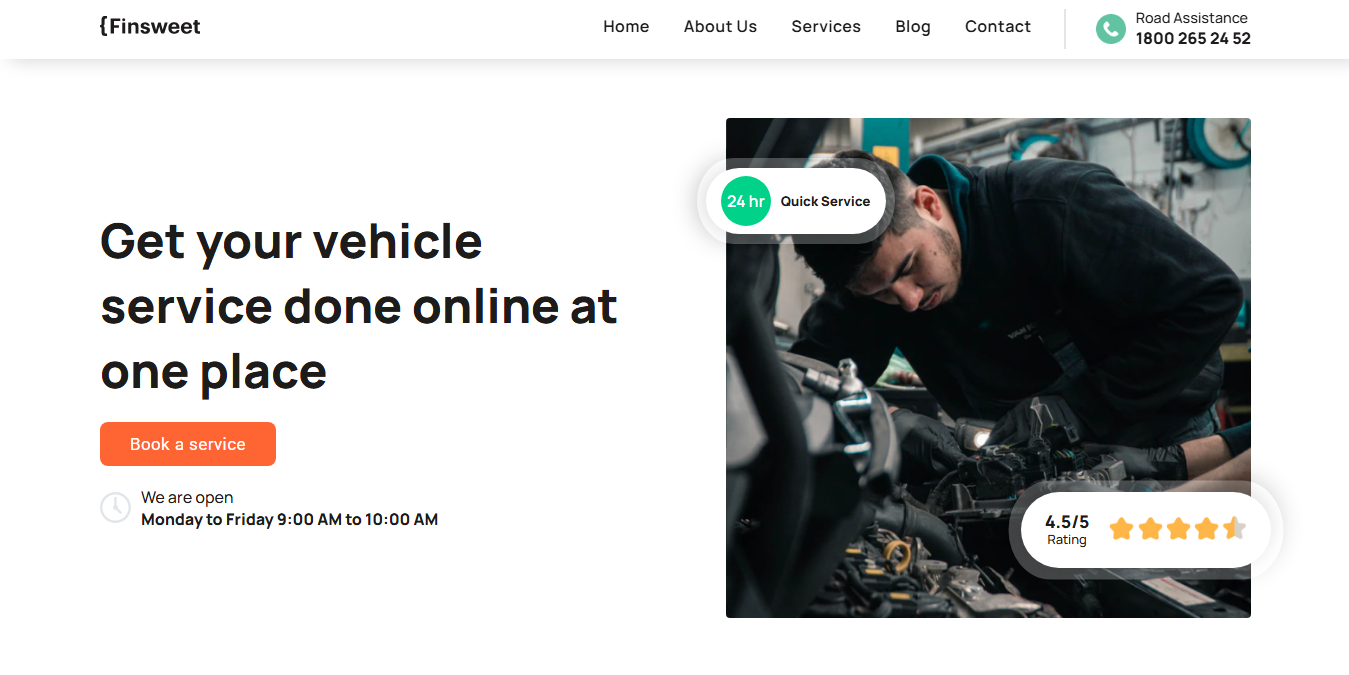 {Finsweet
Home
About Us
Services
Blog
Contact
Road Assistance
1800 265 24 52
Get your vehicle
service done online at
one place
Book a service
We are open
Monday to Friday 9:00 AM to 10:00 AM
24 hr
Quick Service
4.5/5
Rating